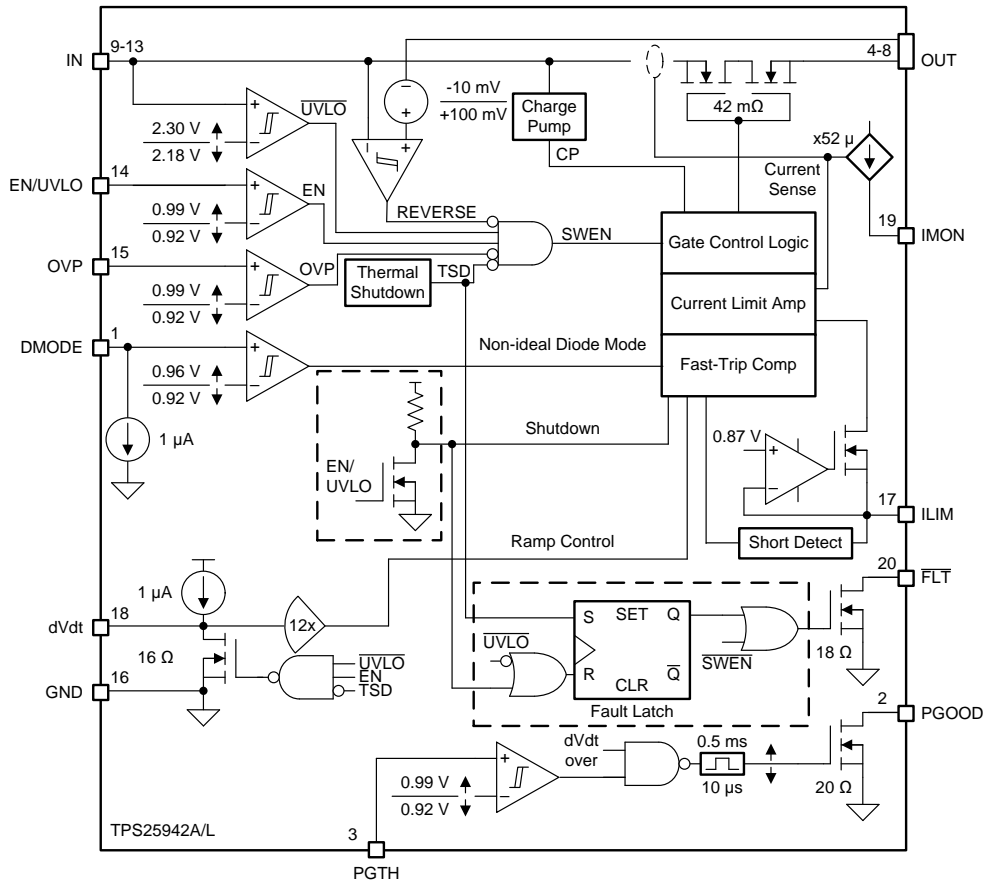 9-13
IN
4-8
OUT
-10 mV
+100 mV
+
−
UVLO
2.30 V
2.18 V
−
+
−
+
Charge
Pump
CP
42 mΩ
x52 µ
Current
Sense
14
EN/UVLO
+
−
EN
0.99 V
0.92 V
REVERSE
SWEN
19
IMON
Gate Control Logic
15
OVP
+
−
OVP
0.99 V
0.92 V
Thermal
Shutdown
TSD
Current Limit Amp
1
DMODE
+
−
0.96 V
0.92 V
Non-ideal Diode Mode
Fast-Trip Comp
1 µA
EN/
UVLO
Shutdown
0.87 V
+
−
17
ILIM
Short Detect
Ramp Control
1 µA
18
dVdt
12x
16 Ω
16
GND
UVLO
EN
TSD
UVLO
S
SET
Q
R
CLR
Q
SWEN
Fault Latch
20
FLT
18 Ω
2
PGOOD
dVdt
over
0.5 ms
10 µs
20 Ω
+
−
0.99 V
0.92 V
TPS25942A/L
3
PGTH